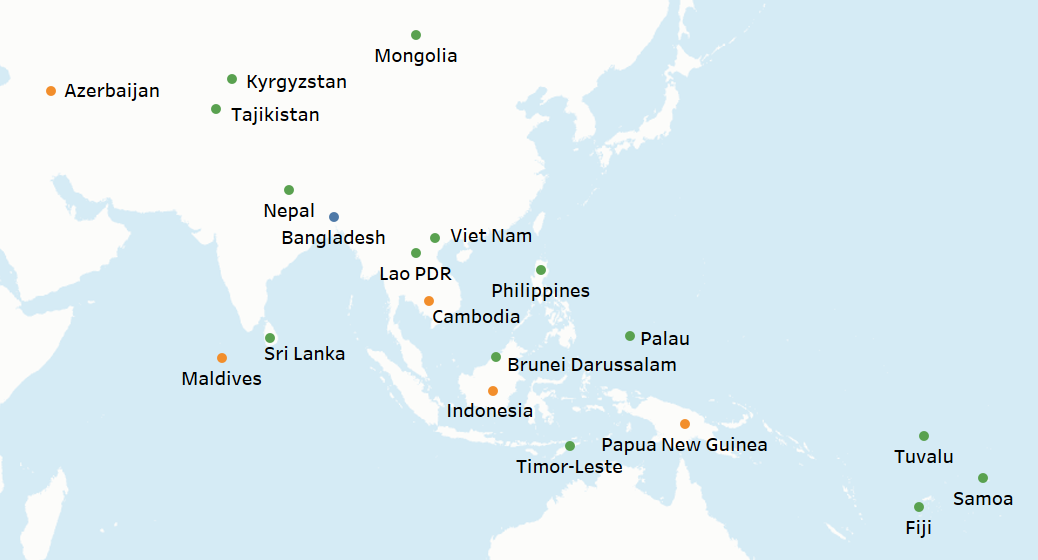 Mongolia
Kyrgyzstan
Azerbaijan
Tajikistan
Nepal
Bangladesh
Viet Nam
Lao PDR
Philippines
Cambodia
Palau
Sri Lanka
Brunei Darussalam
Maldives
Indonesia
Papua New Guinea
Tuvalu
Timor-Leste
Samoa
Fiji